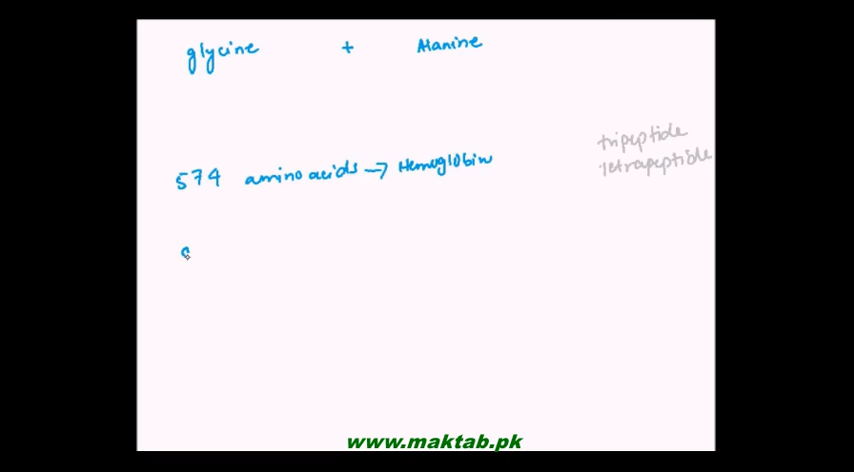 glycine + Alanine
tripeptide
Tetrapeptide
574 amino acids → Hemoglobin
www.maktab.pk